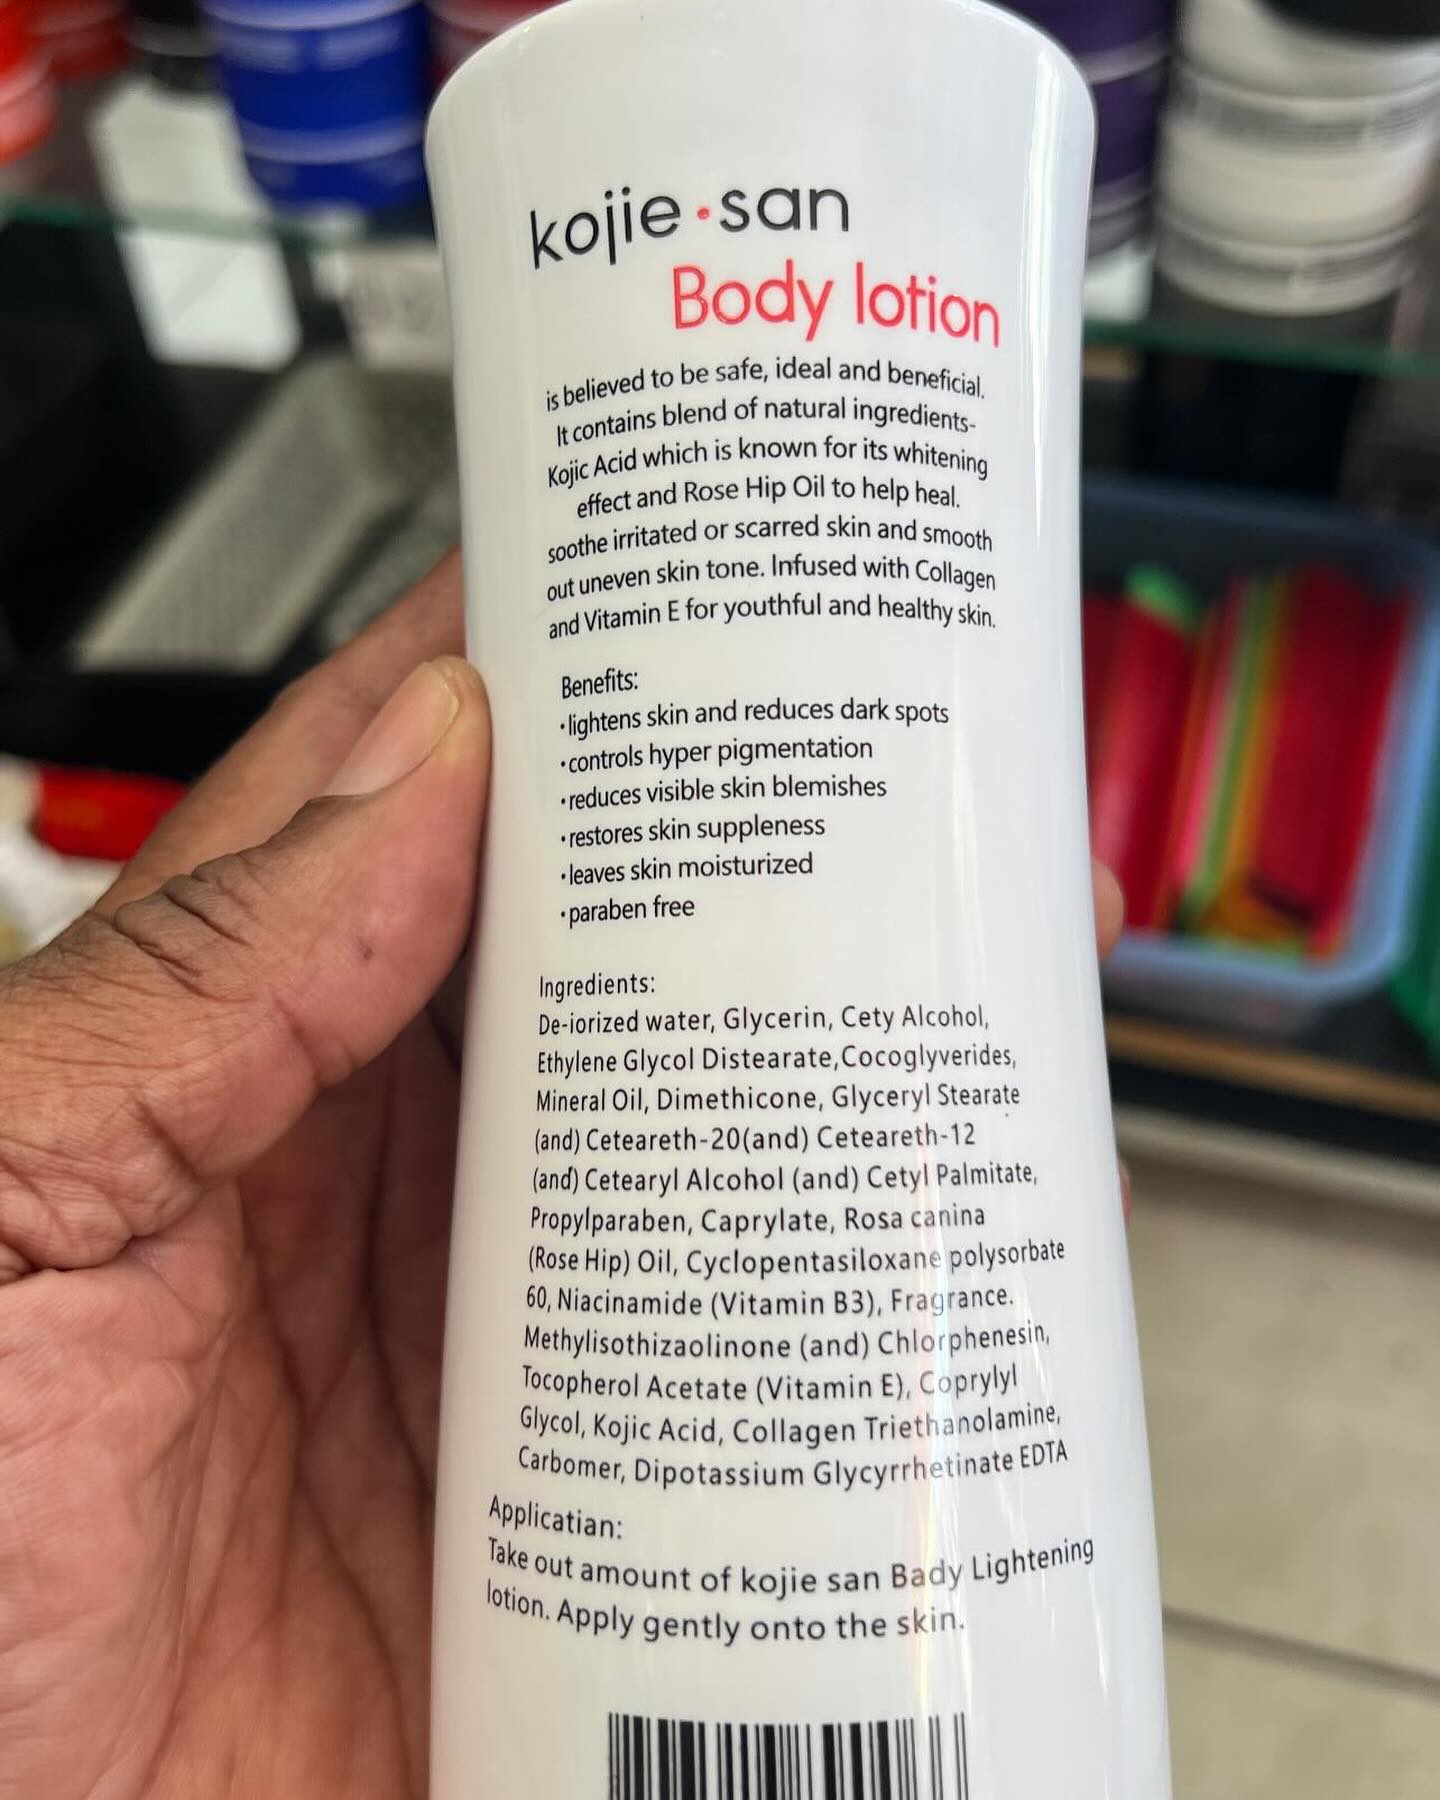 kojie·san
Body lotion
is believed to be safe, ideal and beneficial.
It contains blend of natural ingredients-
Kojic Acid which is known for its whitening
effect and Rose Hip Oil to help heal.
soothe irritated or scarred skin and smooth
out uneven skin tone. Infused with Collagen
and Vitamin E for youthful and healthy skin.
Benefits:
·lightens skin and reduces dark spots
·controls hyper pigmentation
·reduces visible skin blemishes
·restores skin suppleness
·leaves skin moisturized
·paraben free
Ingredients:
De-iorized water, Glycerin, Cety Alcohol,
Ethylene Glycol Distearate,Cocoglyverides,
Mineral Oil, Dimethicone, Glyceryl Stearate
(and) Ceteareth-20(and) Ceteareth-12
(and) Cetearyl Alcohol (and) Cetyl Palmitate,
Propylparaben, Caprylate, Rosa canina
(Rose Hip) Oil, Cyclopentasiloxane polysorbate
60, Niacinamide (Vitamin B3), Fragrance.
Methylisothizaolinone (and) Chlorphenesin,
Tocopherol Acetate (Vitamin E), Coprylyl
Glycol, Kojic Acid, Collagen Triethanolamine,
Carbomer, Dipotassium Glycyrrhetinate EDTA
Applicatian:
Take out amount of kojie san Bady Lightening
lotion. Apply gently onto the skin.